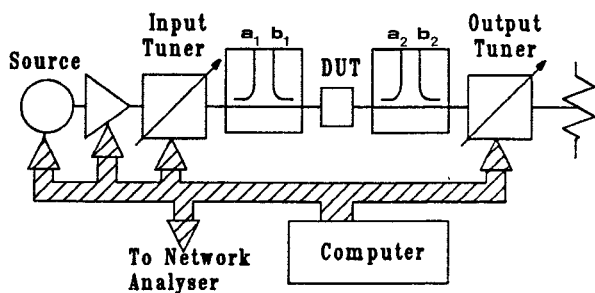 Input
Tuner
a1 b1
a2 b2
Output
Tuner
Source
DUT
To Network
Analyser
Computer